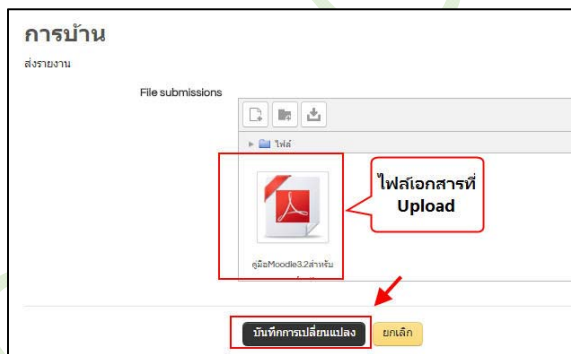 การบ้าน
ส่งรายงาน
File submissions
ไฟล์
ไฟล์เอกสารที่
Upload
คู่มือMoodle3.2สำหรับ
บันทึกการเปลี่ยนแปลง
ยกเลิก